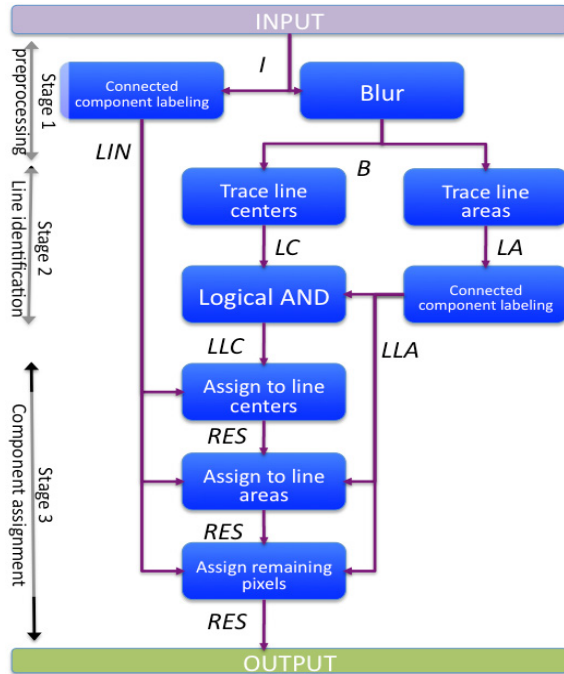 INPUT
I
Stage 1
preprocessing
Connected
component labeling
Blur
LIN
B
Trace line
centers
Trace line
areas
Stage 2
Line identification
LC
LA
Logical AND
Connected
component labeling
LLC
LLA
Assign to line
centers
RES
Stage 3
Component assignment
Assign to line
areas
RES
Assign remaining
pixels
RES
OUTPUT